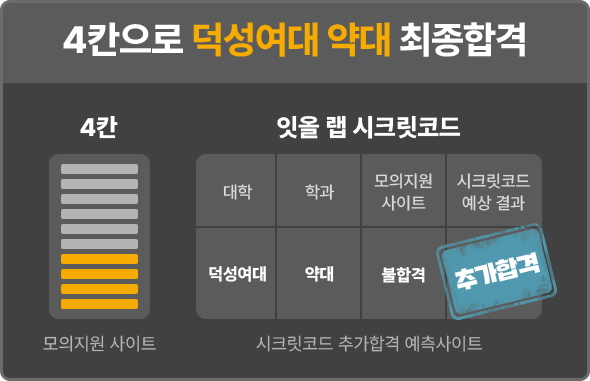 4칸으로 덕성여대 약대 최종합격
4칸
잇올 랩 시크릿코드
대학
학과
모의지원
사이트
시크릿코드
예상 결과
덕성여대
약대
불합격
추가합격
모의지원 사이트
시크릿코드 추가합격 예측사이트